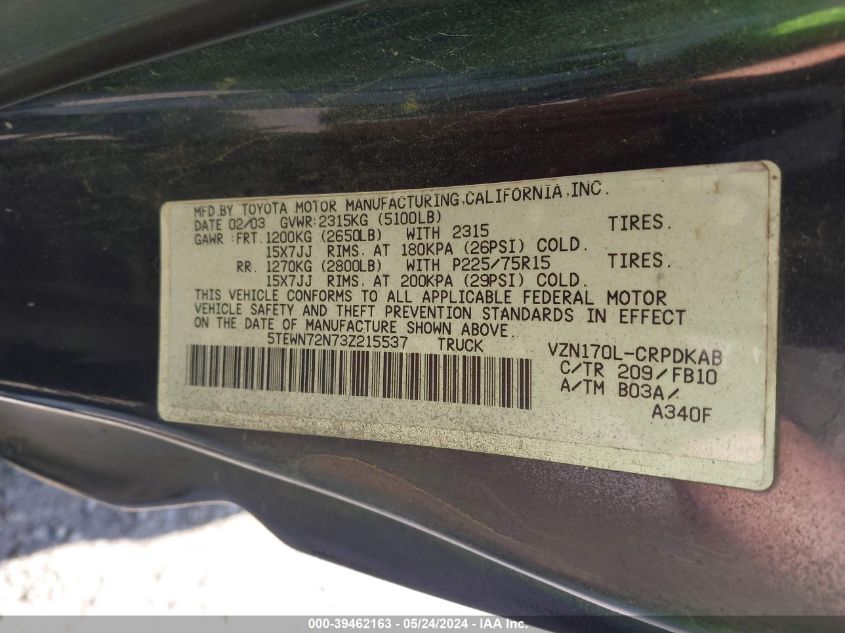 MFD.BY TOYOTA MOTOR MANUFACTURING,CALIFORNIA,INC.
DATE 02/03 GVWR:2315KG (5100LB)
GAWR :FRT.1200KG (2650LB) WITH 2315 TIRES.
15X7JJ RIMS. AT 180KPA (26PSI) COLD.
RR. 1270KG (2800LB) WITH P225/75R15 TIRES.
15X7JJ RIMS. AT 200KPA (29PSI) COLD.
THIS VEHICLE CONFORMS TO ALL APPLICABLE FEDERAL MOTOR
VEHICLE SAFETY AND THEFT PREVENTION STANDARDS IN EFFECT
ON THE DATE OF MANUFACTURE SHOWN ABOVE.
5TEWN72N73Z215537 TRUCK VZN170L-CRPDKAB
C/TR 209/FB10
A/TM B03A/
A340F
000-39462163 - 05/24/2024 - I.A.A. Inc.